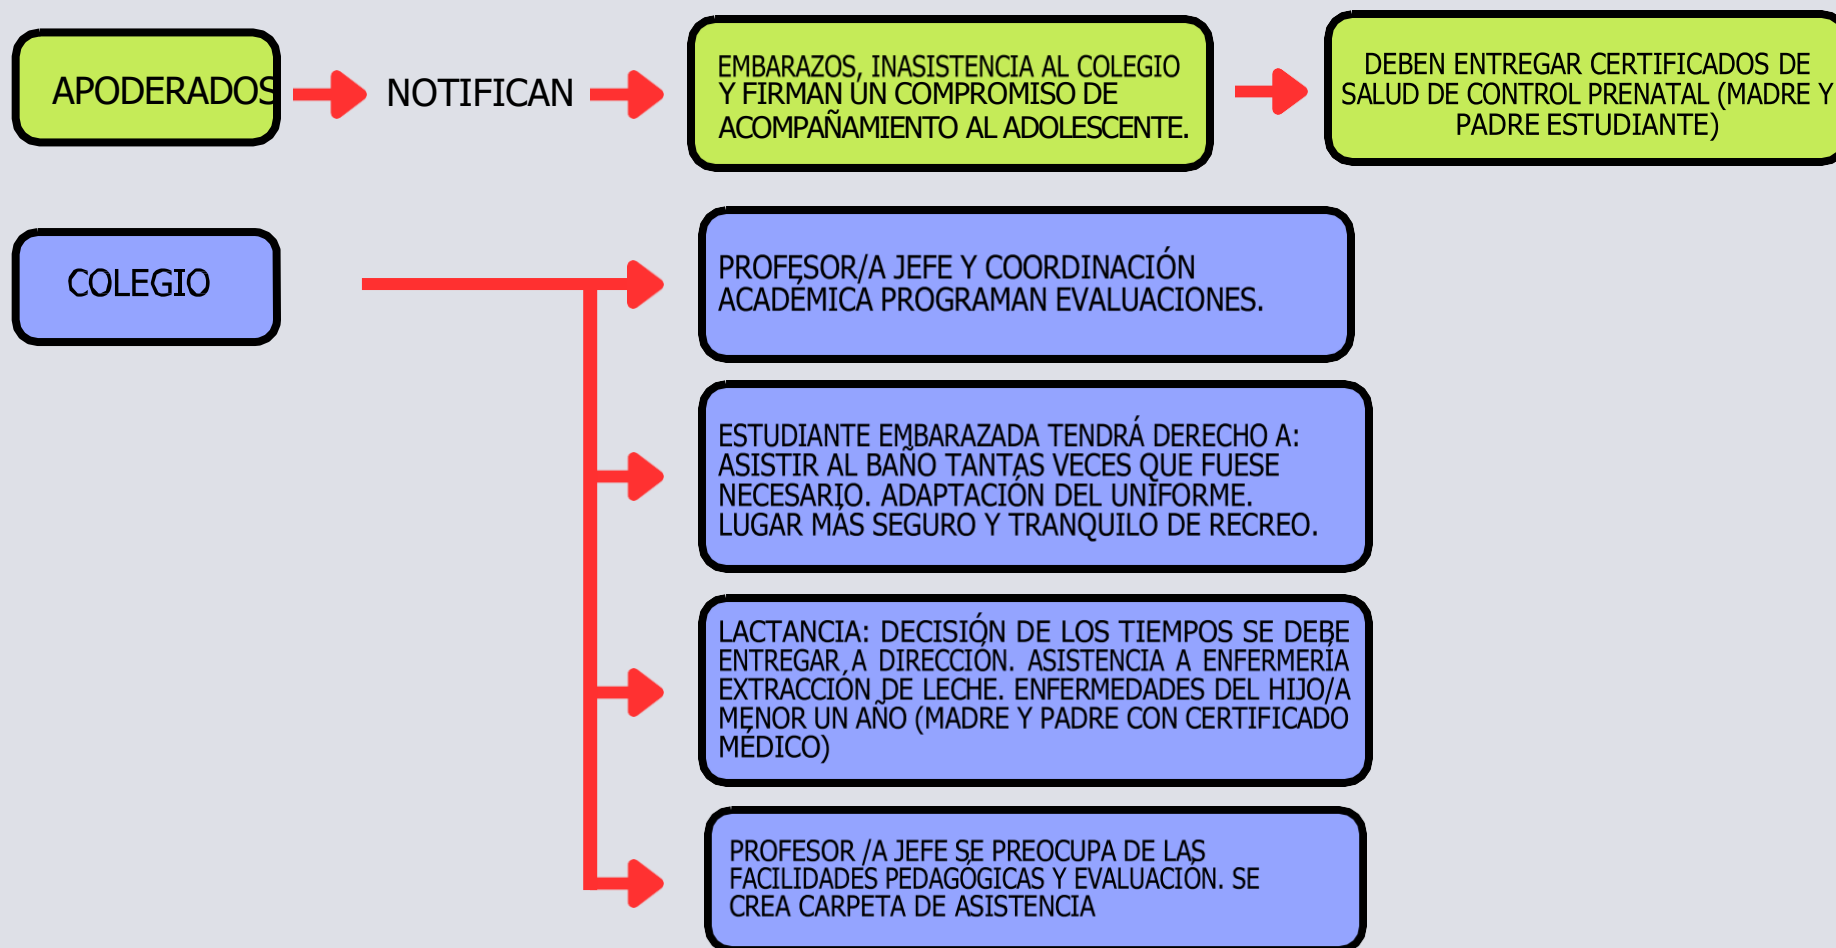 APODERADOS
NOTIFICAN
EMBARAZOS, INASISTENCIA AL COLEGIO
Y FIRMAN UN COMPROMISO DE
ACOMPAÑAMIENTO AL ADOLESCENTE.
DEBEN ENTREGAR CERTIFICADOS DE
SALUD DE CONTROL PRENATAL (MADRE Y
PADRE ESTUDIANTE)
COLEGIO
PROFESOR/A JEFE Y COORDINACIÓN
ACADÉMICA PROGRAMAN EVALUACIONES.
ESTUDIANTE EMBARAZADA TENDRÁ DERECHO A:
ASISTIR AL BAÑO TANTAS VECES QUE FUESE
NECESARIO. ADAPTACIÓN DEL UNIFORME.
LUGAR MÁS SEGURO Y TRANQUILO DE RECREO.
LACTANCIA: DECISIÓN DE LOS TIEMPOS SE DEBE
ENTREGAR A DIRECCIÓN. ASISTENCIA A ENFERMERÍA
EXTRACCIÓN DE LECHE. ENFERMEDADES DEL HIJO/A
MENOR UN AÑO (MADRE Y PADRE CON CERTIFICADO
MÉDICO)
PROFESOR /A JEFE SE PREOCUPA DE LAS
FACILIDADES PEDAGÓGICAS Y EVALUACIÓN. SE
CREA CARPETA DE ASISTENCIA